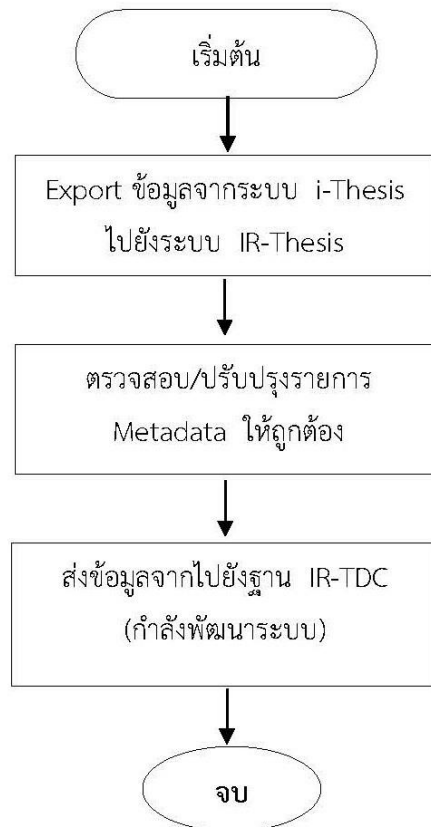 เริ่มต้น
Export ข้อมูลจากระบบ i-Thesis
ไปยังระบบ IR-Thesis
ตรวจสอบ/ปรับปรุงรายการ
Metadata ให้ถูกต้อง
ส่งข้อมูลจากไปยังฐาน IR-TDC
(กำลังพัฒนาระบบ)
จบ